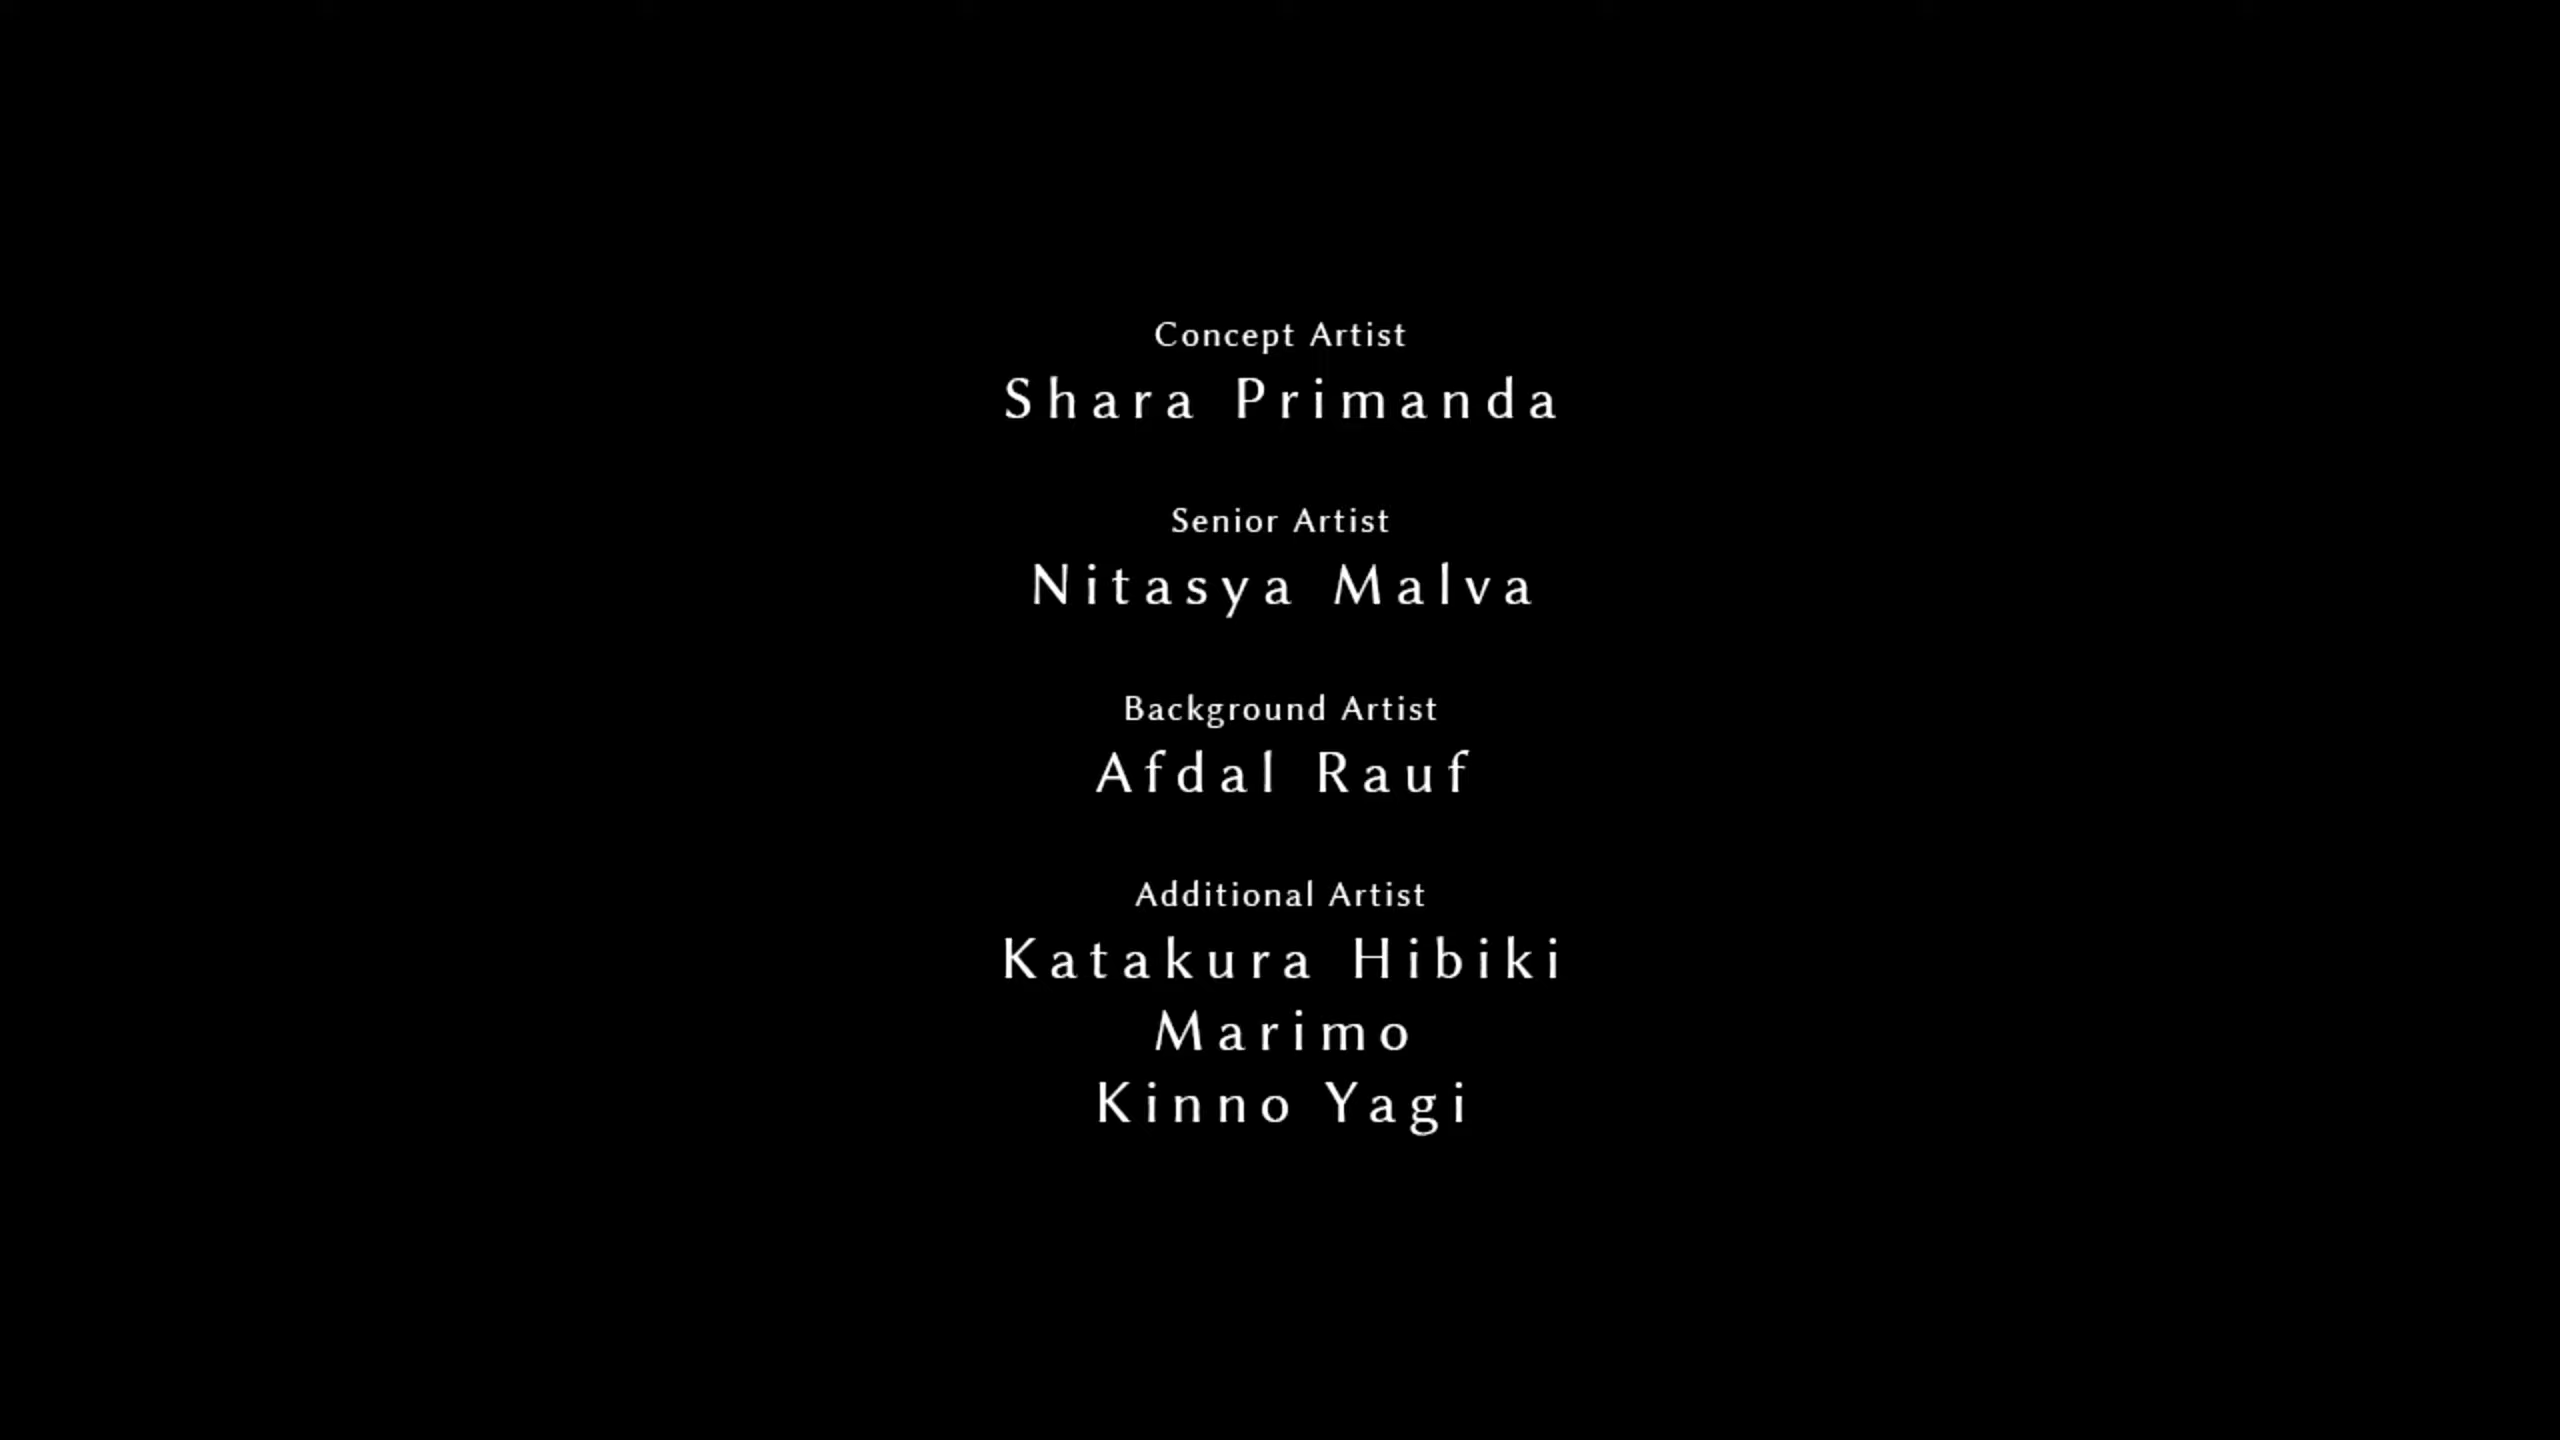 Concept Artist
Shara Primanda
Senior Artist
Nitasya Malva
Background Artist
Afdal Rauf
Additional Artist
Katakura Hibiki
Marimo
Kinno Yagi